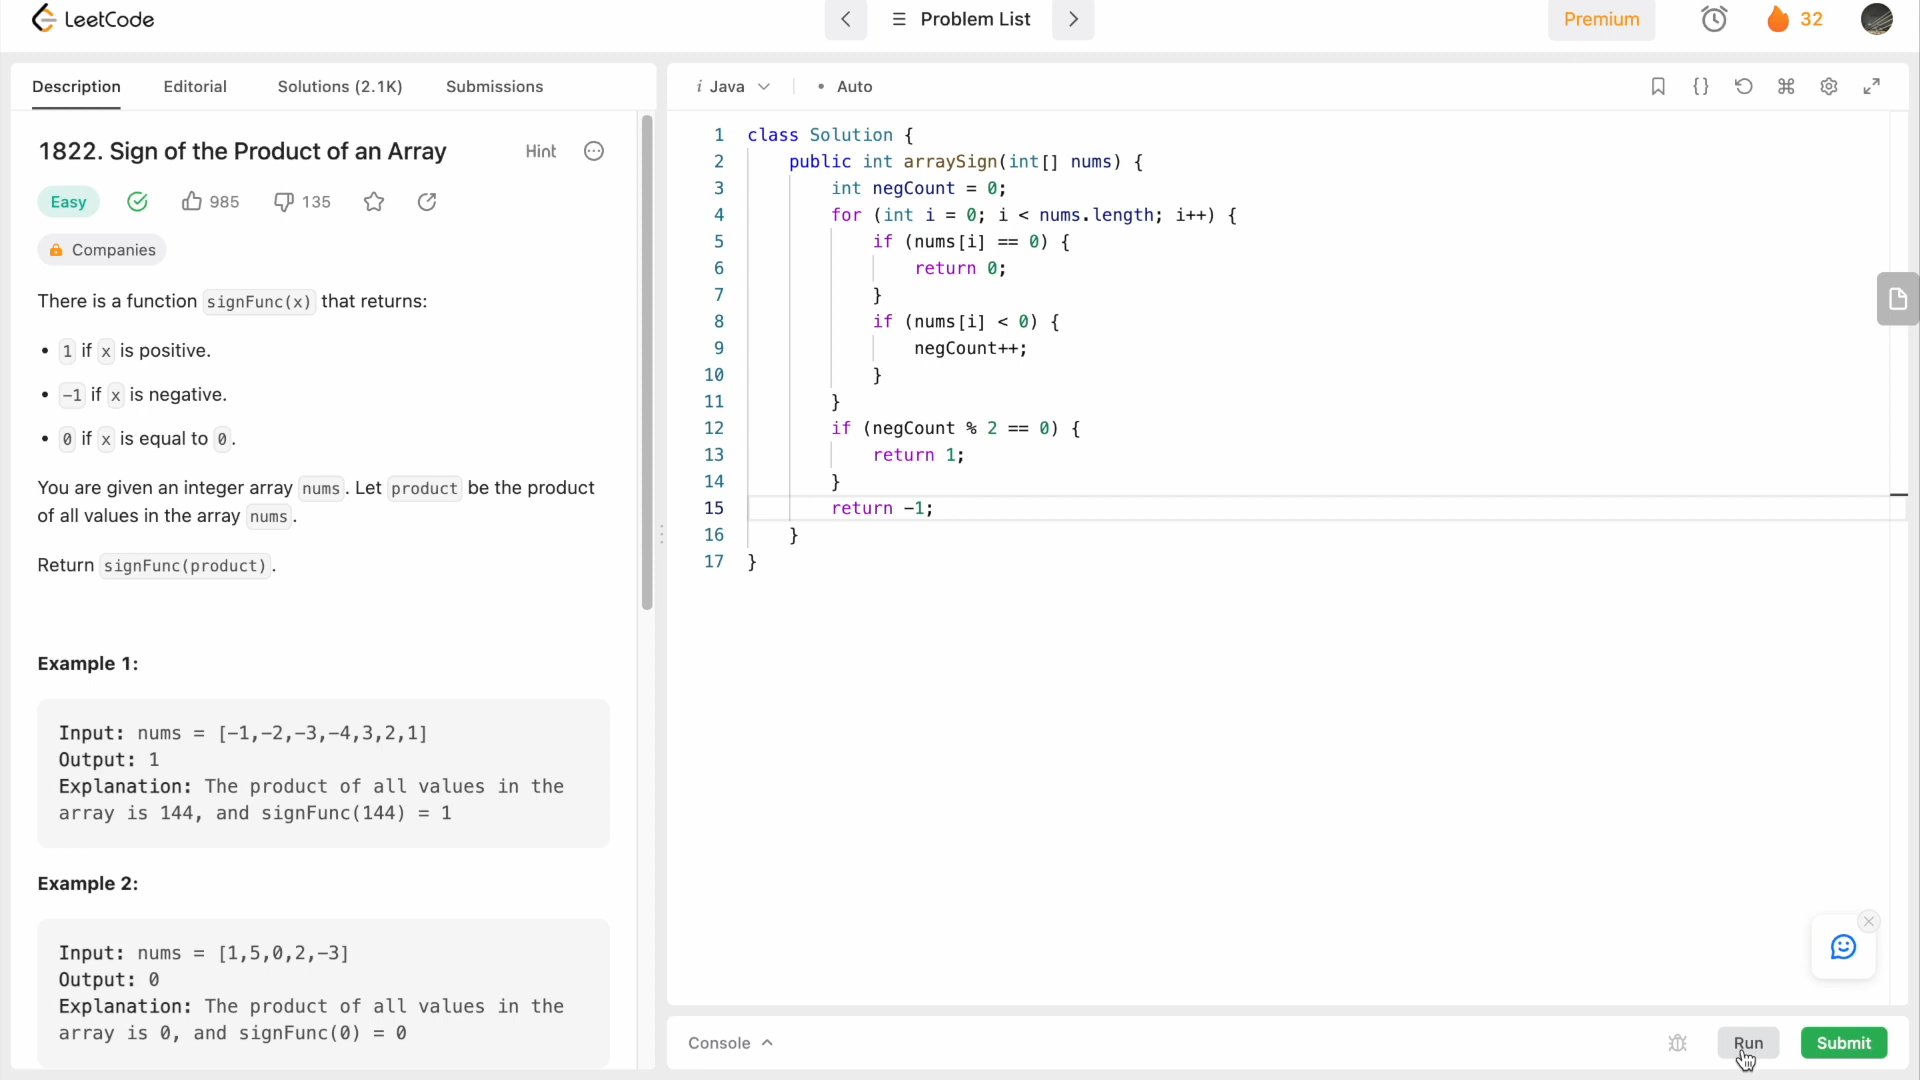 LeetCode
Problem List
Premium
32
Description Editorial Solutions (2.1K) Submissions
1822. Sign of the Product of an Array
Hint
Easy
985
135
Companies
There is a function signFunc(x) that returns:
• 1 if x is positive.
• -1 if x is negative.
• 0 if x is equal to 0.
You are given an integer array nums. Let product be the product
of all values in the array nums.
Return signFunc(product).
Example 1:
Input: nums = [-1,-2,-3,-4,3,2,1]
Output: 1
Explanation: The product of all values in the
array is 144, and signFunc(144) = 1
Example 2:
Input: nums = [1,5,0,2,-3]
Output: 0
Explanation: The product of all values in the
array is 0, and signFunc(0) = 0
i Java • Auto
1 class Solution {
2 public int arraySign(int[] nums) {
3 int negCount = 0;
4 for (int i = 0; i < nums.length; i++) {
5 if (nums[i] == 0) {
6 return 0;
7 }
8 if (nums[i] < 0) {
9 negCount++;
10 }
11 }
12 if (negCount % 2 == 0) {
13 return 1;
14 }
15 return -1;
16 }
17 }
Console
Run
Submit